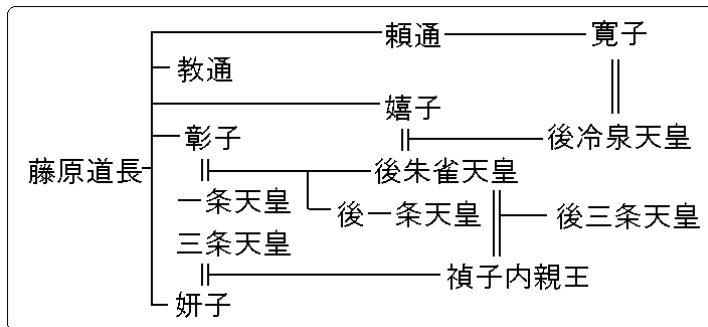 頼通 寛子
教通
嬉子
彰子 後冷泉天皇
藤原道長 後朱雀天皇
一条天皇 後一条天皇 後三条天皇
三条天皇
禎子内親王
妍子